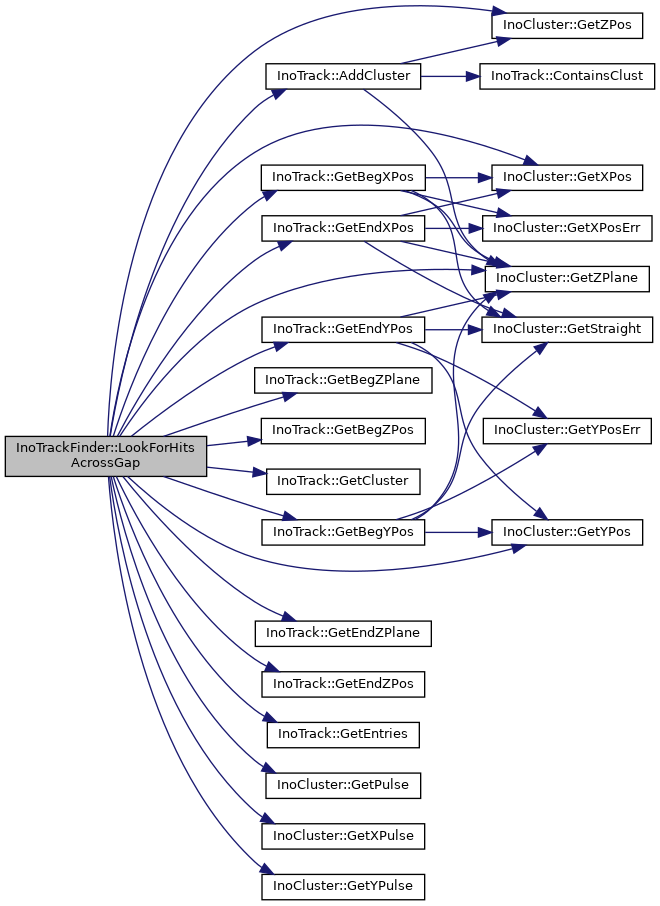 InoCluster::GetZPos
InoTrack::AddCluster
InoTrack::ContainsClust
InoTrack::GetBegXPos
InoCluster::GetXPos
InoTrack::GetEndXPos
InoCluster::GetXPosErr
InoCluster::GetZPlane
InoTrack::GetEndYPos
InoCluster::GetStraight
InoTrack::GetBegZPlane
InoTrack::GetBegZPos
InoCluster::GetYPosErr
InoTrackFinder::LookForHits
AcrossGap
InoTrack::GetCluster
InoTrack::GetBegYPos
InoCluster::GetYPos
InoTrack::GetEndZPlane
InoTrack::GetEndZPos
InoTrack::GetEntries
InoCluster::GetPulse
InoCluster::GetXPulse
InoCluster::GetYPulse